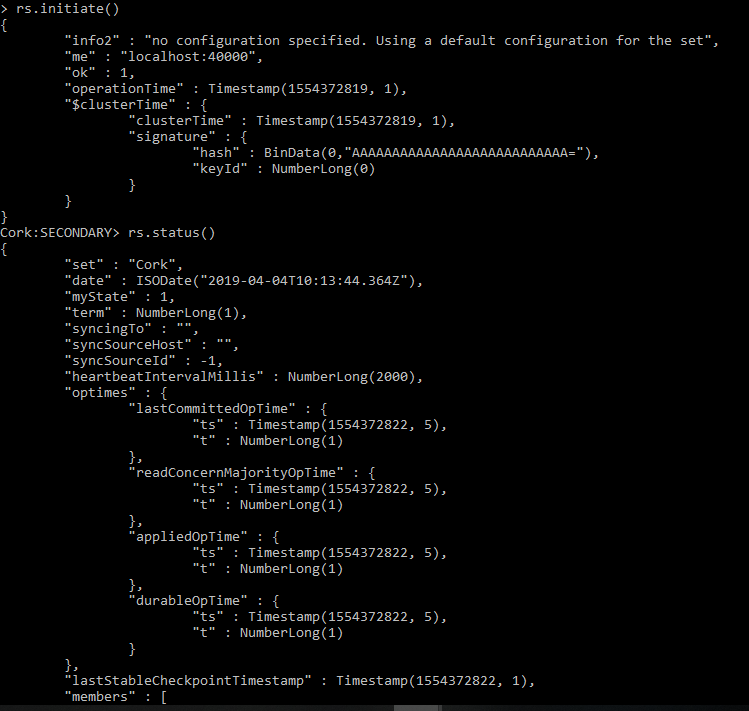 > rs.initiate()
{
        "info2" : "no configuration specified. Using a default configuration for the set",
        "me" : "localhost:40000",
        "ok" : 1,
        "operationTime" : Timestamp(1554372819, 1),
        "$clusterTime" : {
                "clusterTime" : Timestamp(1554372819, 1),
                "signature" : {
                        "hash" : BinData(0,"AAAAAAAAAAAAAAAAAAAAAAAAAAA="),
                        "keyId" : NumberLong(0)
                }
        }
}
Cork:SECONDARY> rs.status()
{
        "set" : "Cork",
        "date" : ISODate("2019-04-04T10:13:44.364Z"),
        "myState" : 1,
        "term" : NumberLong(1),
        "syncingTo" : "",
        "syncSourceHost" : "",
        "syncSourceId" : -1,
        "heartbeatIntervalMillis" : NumberLong(2000),
        "optimes" : {
                "lastCommittedOpTime" : {
                        "ts" : Timestamp(1554372822, 5),
                        "t" : NumberLong(1)
                },
                "readConcernMajorityOpTime" : {
                        "ts" : Timestamp(1554372822, 5),
                        "t" : NumberLong(1)
                },
                "appliedOpTime" : {
                        "ts" : Timestamp(1554372822, 5),
                        "t" : NumberLong(1)
                },
                "durableOpTime" : {
                        "ts" : Timestamp(1554372822, 5),
                        "t" : NumberLong(1)
                }
        },
        "lastStableCheckpointTimestamp" : Timestamp(1554372822, 1),
        "members" : [